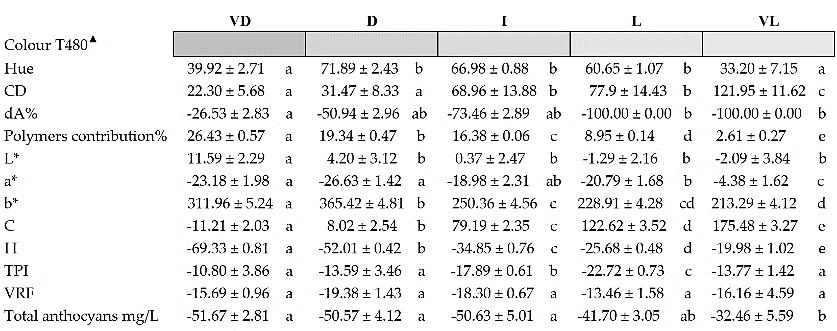 VD D I L VL
Colour T480▲
Hue 39.92 ± 2.71 a 71.89 ± 2.43 b 66.98 ± 0.88 b 60.65 ± 1.07 b 33.20 ± 7.15 a
CD 22.30 ± 5.68 a 31.47 ± 8.33 a 68.96 ± 13.88 b 77.9 ± 14.43 b 121.95 ± 11.62 c
dA% -26.53 ± 2.83 a -50.94 ± 2.96 ab -73.46 ± 2.89 ab -100.00 ± 0.00 b -100.00 ± 0.00 b
Polymers contribution% 26.43 ± 0.57 a 19.34 ± 0.47 b 16.38 ± 0.06 c 8.95 ± 0.14 d 2.61 ± 0.27 e
L* 11.59 ± 2.29 a 4.20 ± 3.12 b 0.37 ± 2.47 b -1.29 ± 2.16 b -2.09 ± 3.84 b
a* -23.18 ± 1.98 a -26.63 ± 1.42 a -18.98 ± 2.31 ab -20.79 ± 1.68 b -4.38 ± 1.62 c
b* 311.96 ± 5.24 a 365.42 ± 4.81 b 250.36 ± 4.56 c 228.91 ± 4.28 cd 213.29 ± 4.12 d
C -11.21 ± 2.03 a 8.02 ± 2.54 b 79.19 ± 2.35 c 122.62 ± 3.52 d 175.48 ± 3.27 e
H -69.33 ± 0.81 a -52.01 ± 0.42 b -34.85 ± 0.76 c -25.68 ± 0.48 d -19.98 ± 1.02 e
TPI -10.80 ± 3.86 a -13.59 ± 3.46 a -17.89 ± 0.61 b -22.72 ± 0.73 c -13.77 ± 1.42 a
VRF -15.69 ± 0.96 a -19.38 ± 1.43 a -18.30 ± 0.67 a -13.46 ± 1.58 a -16.16 ± 4.59 a
Total anthocyans mg/L -51.67 ± 2.81 a -50.57 ± 4.12 a -50.63 ± 5.01 a -41.70 ± 3.05 ab -32.46 ± 5.59 b